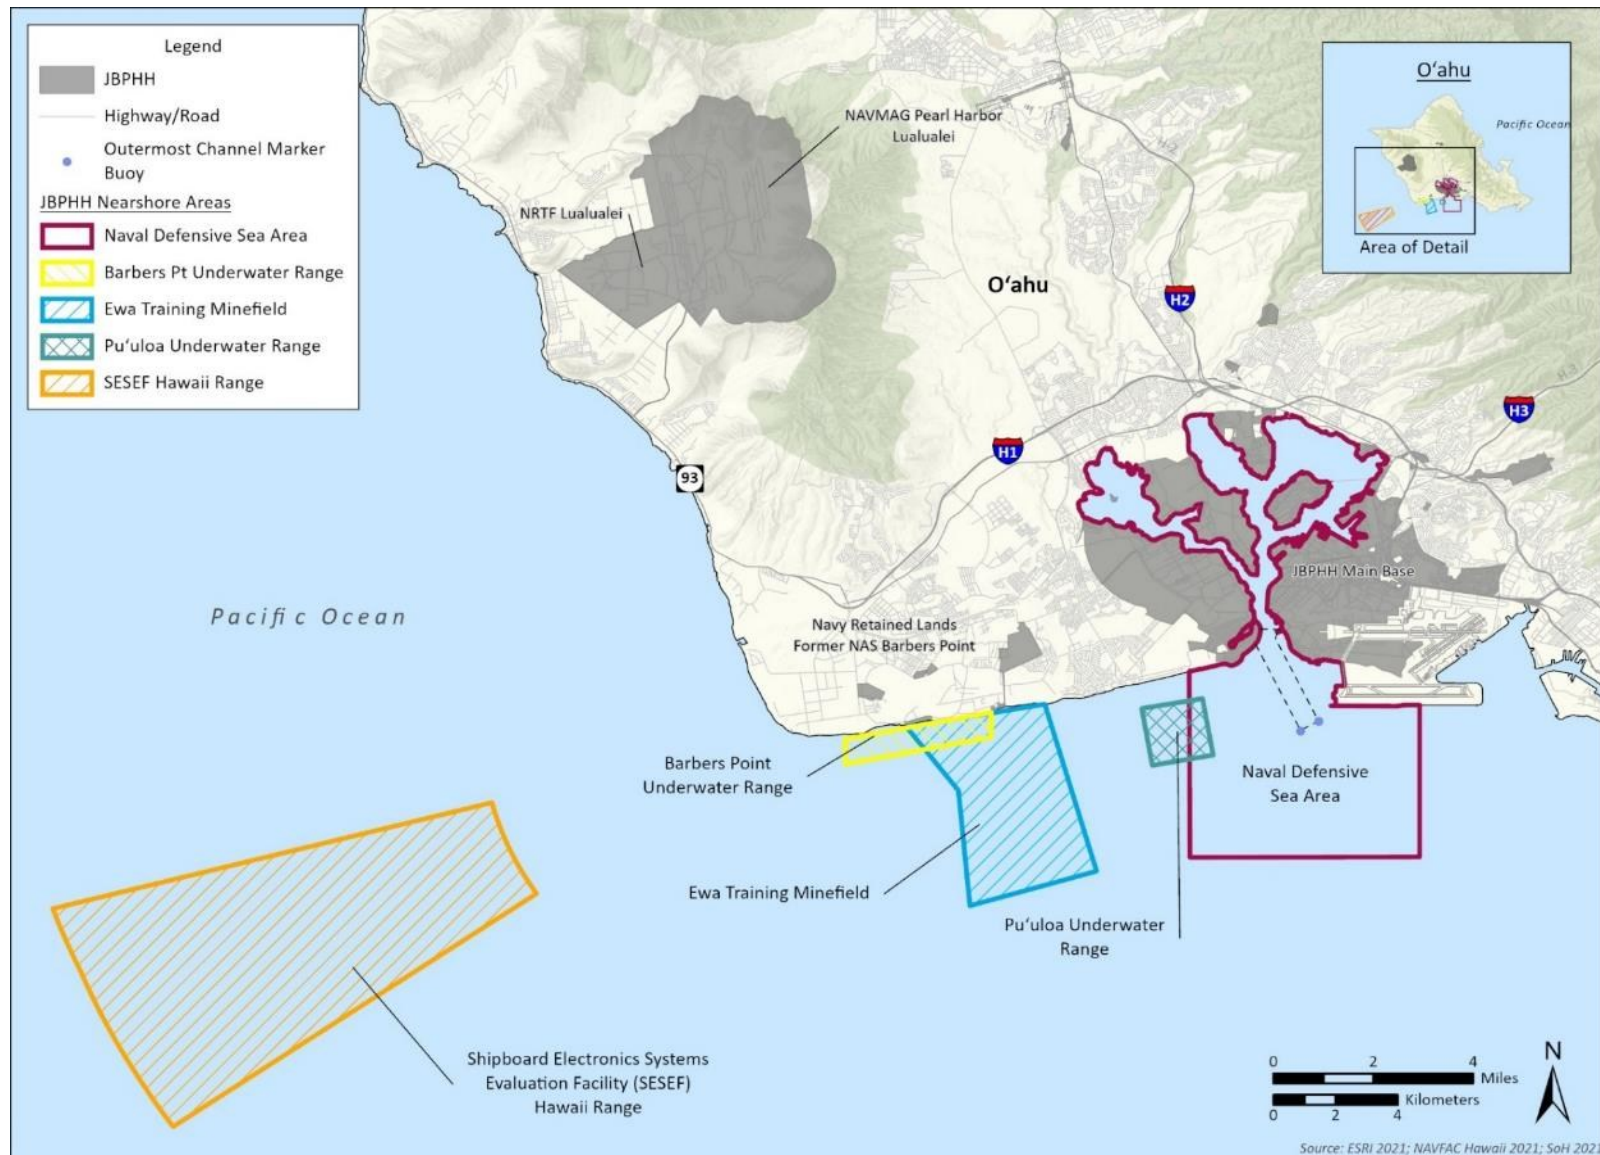 Legend
JBPHH
Highway/Road
Outermost Channel Marker
Buoy
JBPHH Nearshore Areas
Naval Defensive Sea Area
Barbers Pt Underwater Range
Ewa Training Minefield
Pu‘uloa Underwater Range
SESEF Hawaii Range
NAVMAG Pearl Harbor
Lualualei
NRTF Lualualei
O‘ahu
H-2
H2
H1
H3
H-3
93
O‘ahu
Pacific Ocean
Area of Detail
JBPHH Main Base
Pacific Ocean
Navy Retained Lands
Former NAS Barbers Point
Barbers Point
Underwater Range
Naval Defensive
Sea Area
Ewa Training Minefield
Pu‘uloa Underwater
Range
Shipboard Electronics Systems
Evaluation Facility (SESEF)
Hawaii Range
0 2 4
Miles
Kilometers
0 2 4
N
Source: ESRI 2021; NAVFAC Hawaii 2021; SoH 2021